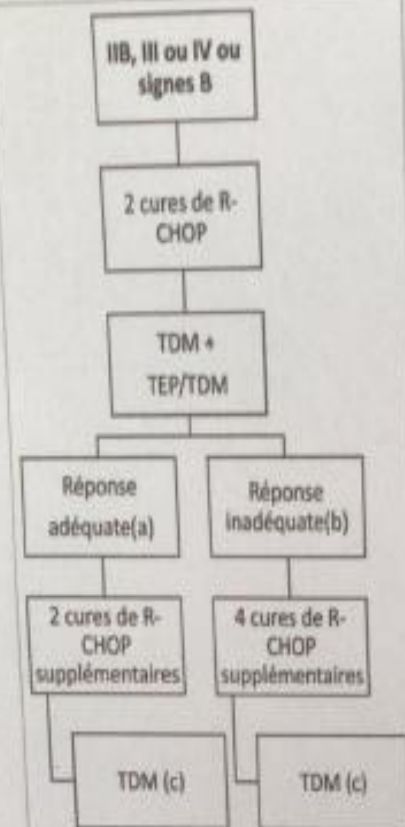 IIB, III ou IV ou
signes B
2 cures de R-
CHOP
TDM +
TEP/TDM
Réponse
adéquate(a)
Réponse
inadéquate(b)
2 cures de R-
CHOP
supplémentaires
4 cures de R-
CHOP
supplémentaires
TDM (c)
TDM (c)